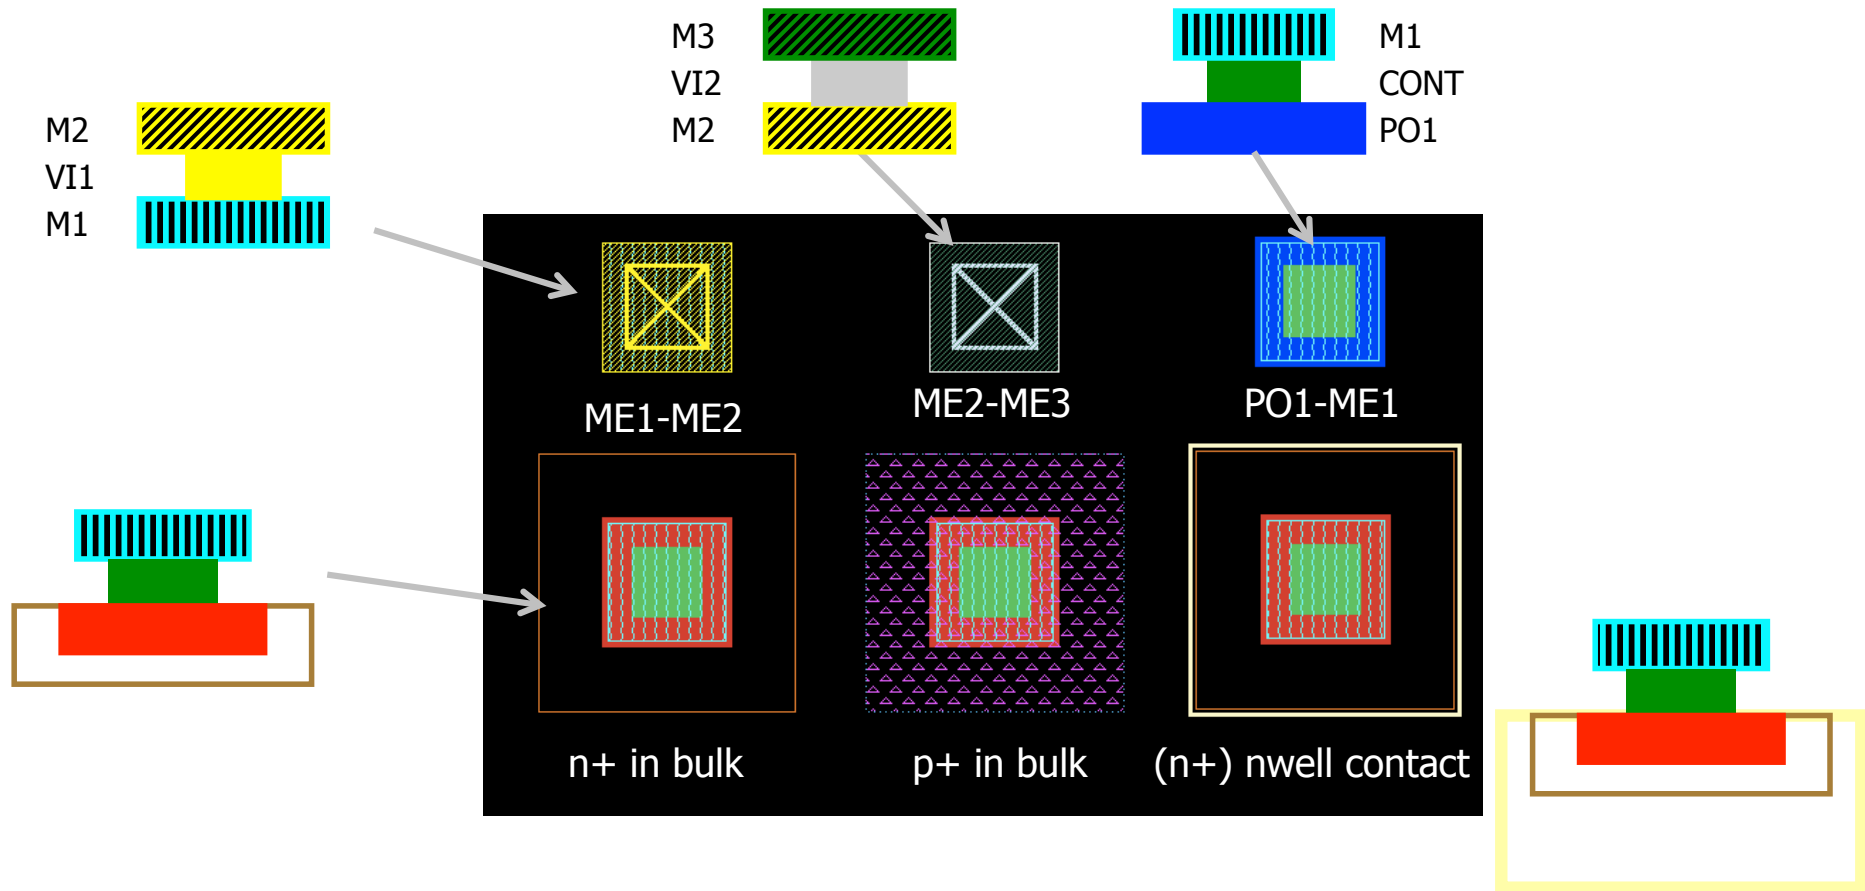 M3
VI2
M2
M1
CONT
PO1
M2
VI1
M1
ME1-ME2
ME2-ME3
PO1-ME1
n+ in bulk
p+ in bulk
(n+) nwell contact